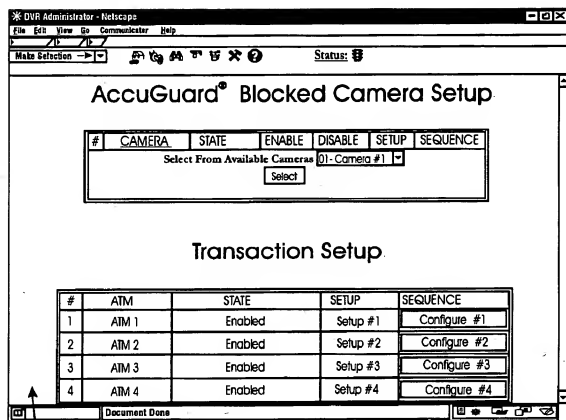 DVR Administrator - Netscape
File Edit View Go Communicator Help
Make Selection Status:
AccuGuard® Blocked Camera Setup
# CAMERA STATE ENABLE DISABLE SETUP SEQUENCE
Select From Available Cameras 01-Camera #1
Select
Transaction Setup
# ATM STATE SETUP SEQUENCE
1 ATM 1 Enabled Setup #1 Configure #1
2 ATM 2 Enabled Setup #2 Configure #2
3 ATM 3 Enabled Setup #3 Configure #3
4 ATM 4 Enabled Setup #4 Configure #4
Document Done